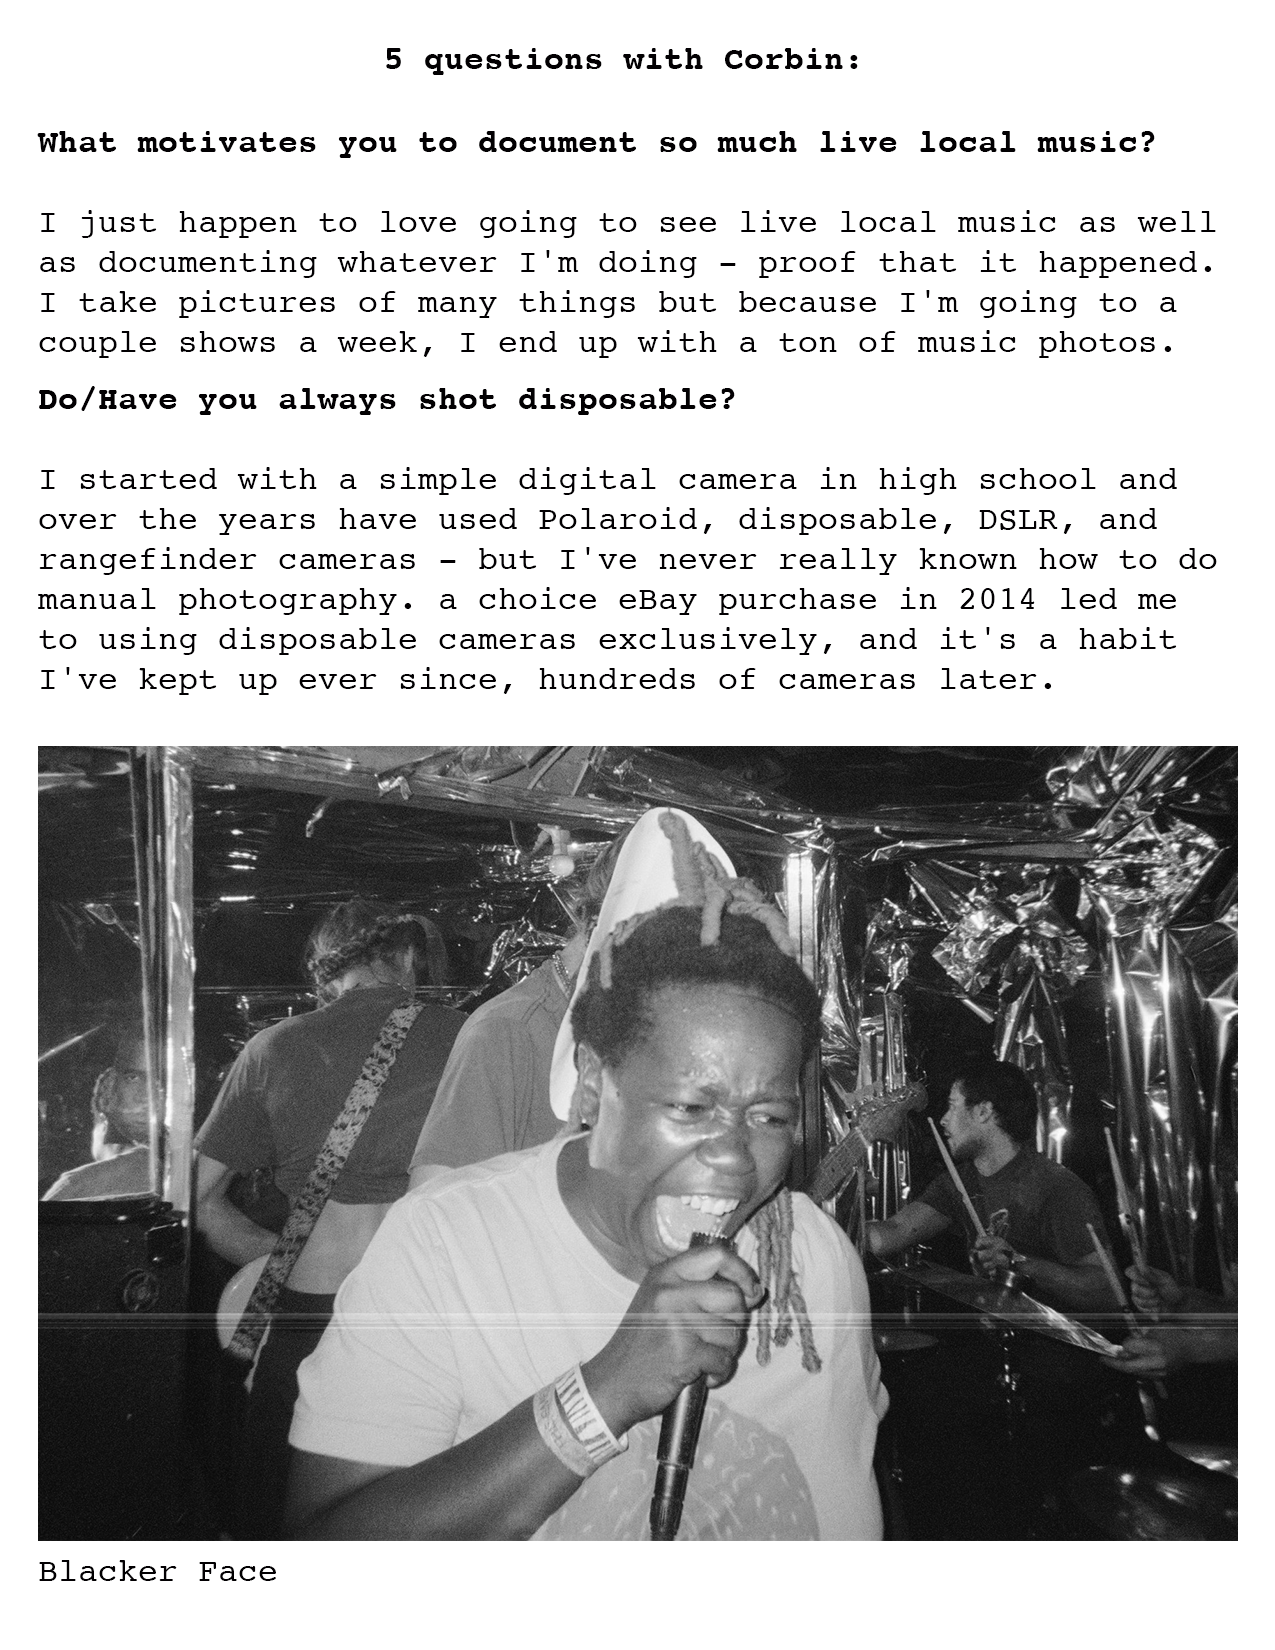 5 questions with Corbin:
What motivates you to document so much live local music?
I just happen to love going to see live local music as well
as documenting whatever I'm doing – proof that it happened.
I take pictures of many things but because I'm going to a
couple shows a week, I end up with a ton of music photos.
Do/Have you always shot disposable?
I started with a simple digital camera in high school and
over the years have used Polaroid, disposable, DSLR, and
rangefinder cameras – but I've never really known how to do
manual photography. a choice eBay purchase in 2014 led me
to using disposable cameras exclusively, and it's a habit
I've kept up ever since, hundreds of cameras later.
Blacker Face